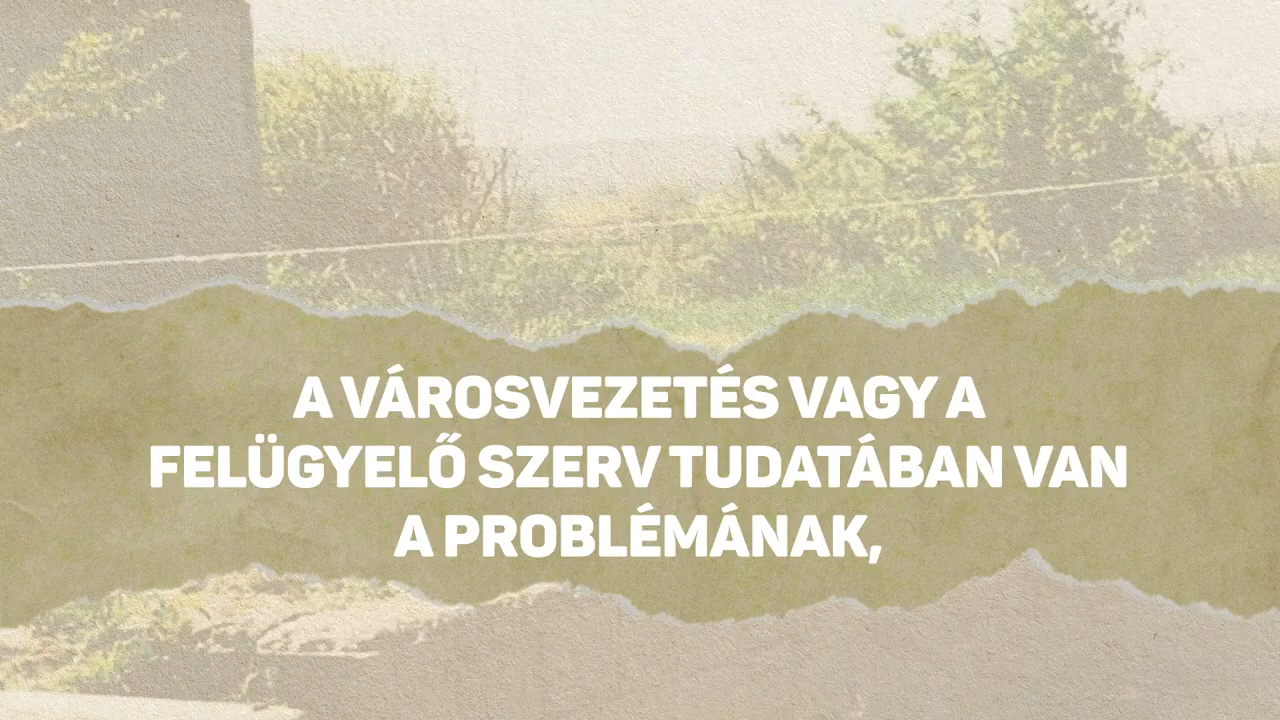 A VÁROSVEZETÉS VAGY A
FELÜGYELŐ SZERV TUDATÁBAN VAN
A PROBLÉMÁNAK,